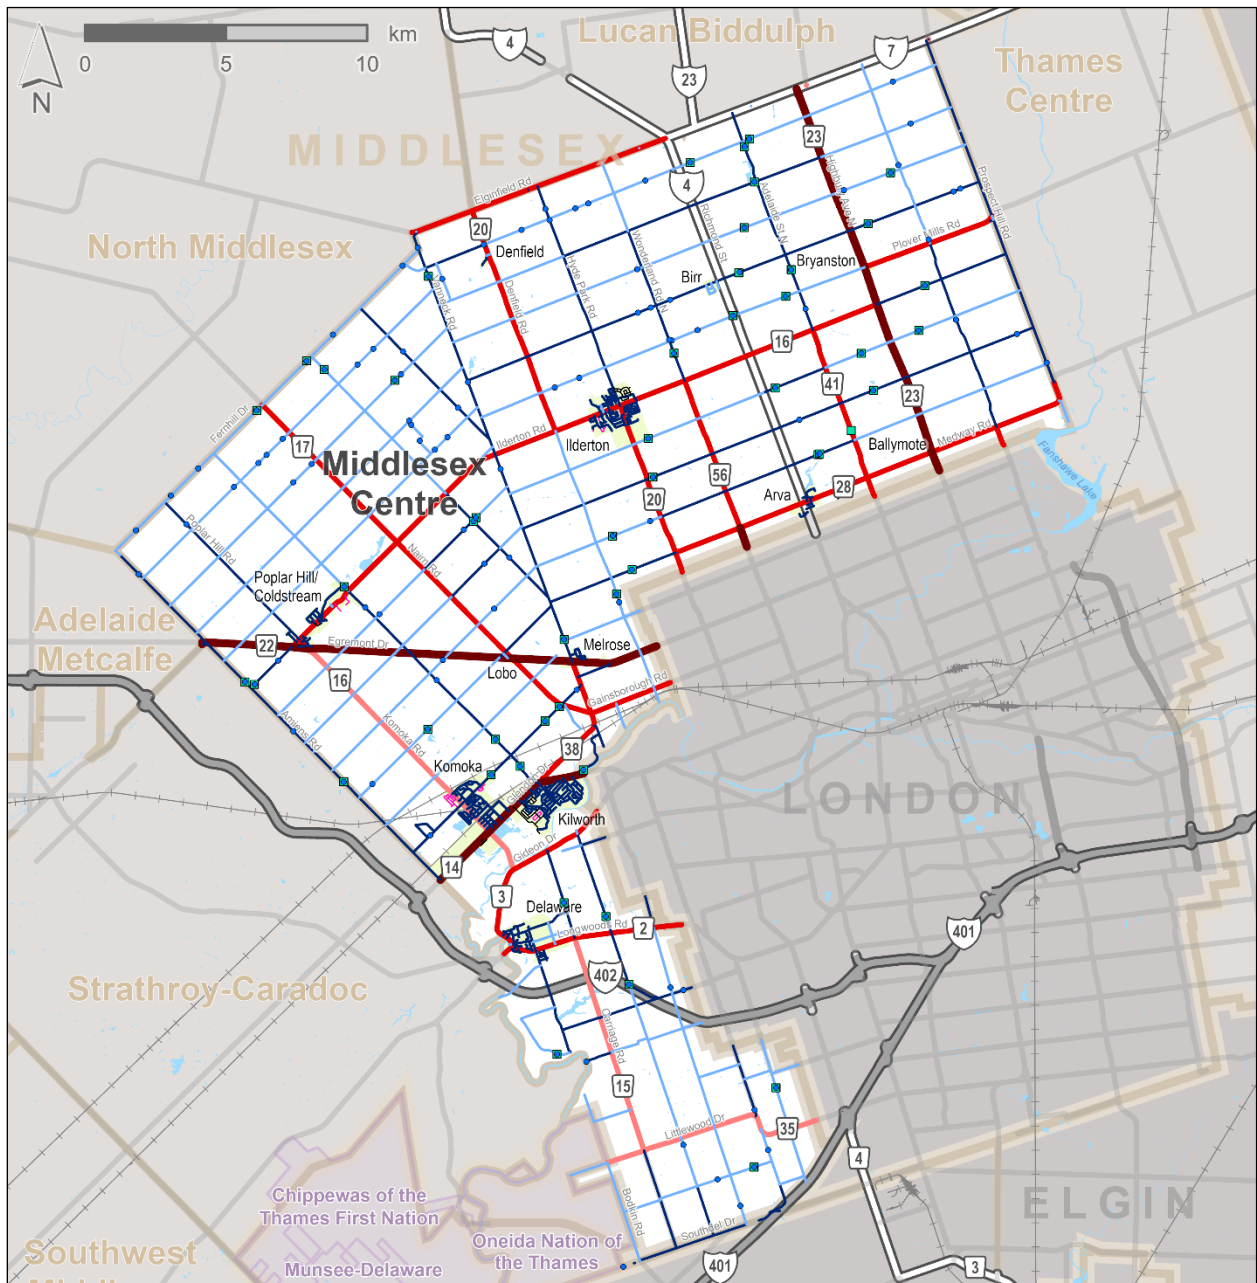 Lucan Biddulph
km
0
5
10
N
4
23
7
Thames
Centre
MIDDLESEX
23
4
Elginfield Rd
20
Denfield
North Middlesex
Vanneck Rd
Denfield Rd
Hyde Park Rd
Wonderland Rd N
Richmond St
Adelaide St N
Highbury Ave N
Prospect Hill Rd
Plover Mills Rd
Birr
Bryanston
16
41
23
Fernhill Dr
17
Ilderton Rd
Ilderton
Middlesex
Centre
Ballymote
Medway Rd
Fanshawe Lake
56
20
Arva
28
Poplar Hill Rd
Nairn Rd
Poplar Hill/
Coldstream
Adelaide
Metcalfe
22
Egremont Dr
Melrose
Lobo
16
Gainsborough Rd
Amiens Rd
Komoka Rd
38
Komoka
Glendon Dr
LONDON
Kilworth
Gideon Dr
14
3
Delaware
Longwoods Rd
2
401
402
Strathroy-Caradoc
Carriage Rd
15
Littlewood Dr
35
4
Chippewas of the
Thames First Nation
Bodkin Rd
ELGIN
Oneida Nation of
the Thames
Southdel Dr
Southwest
Munsee-Delaware
401
3